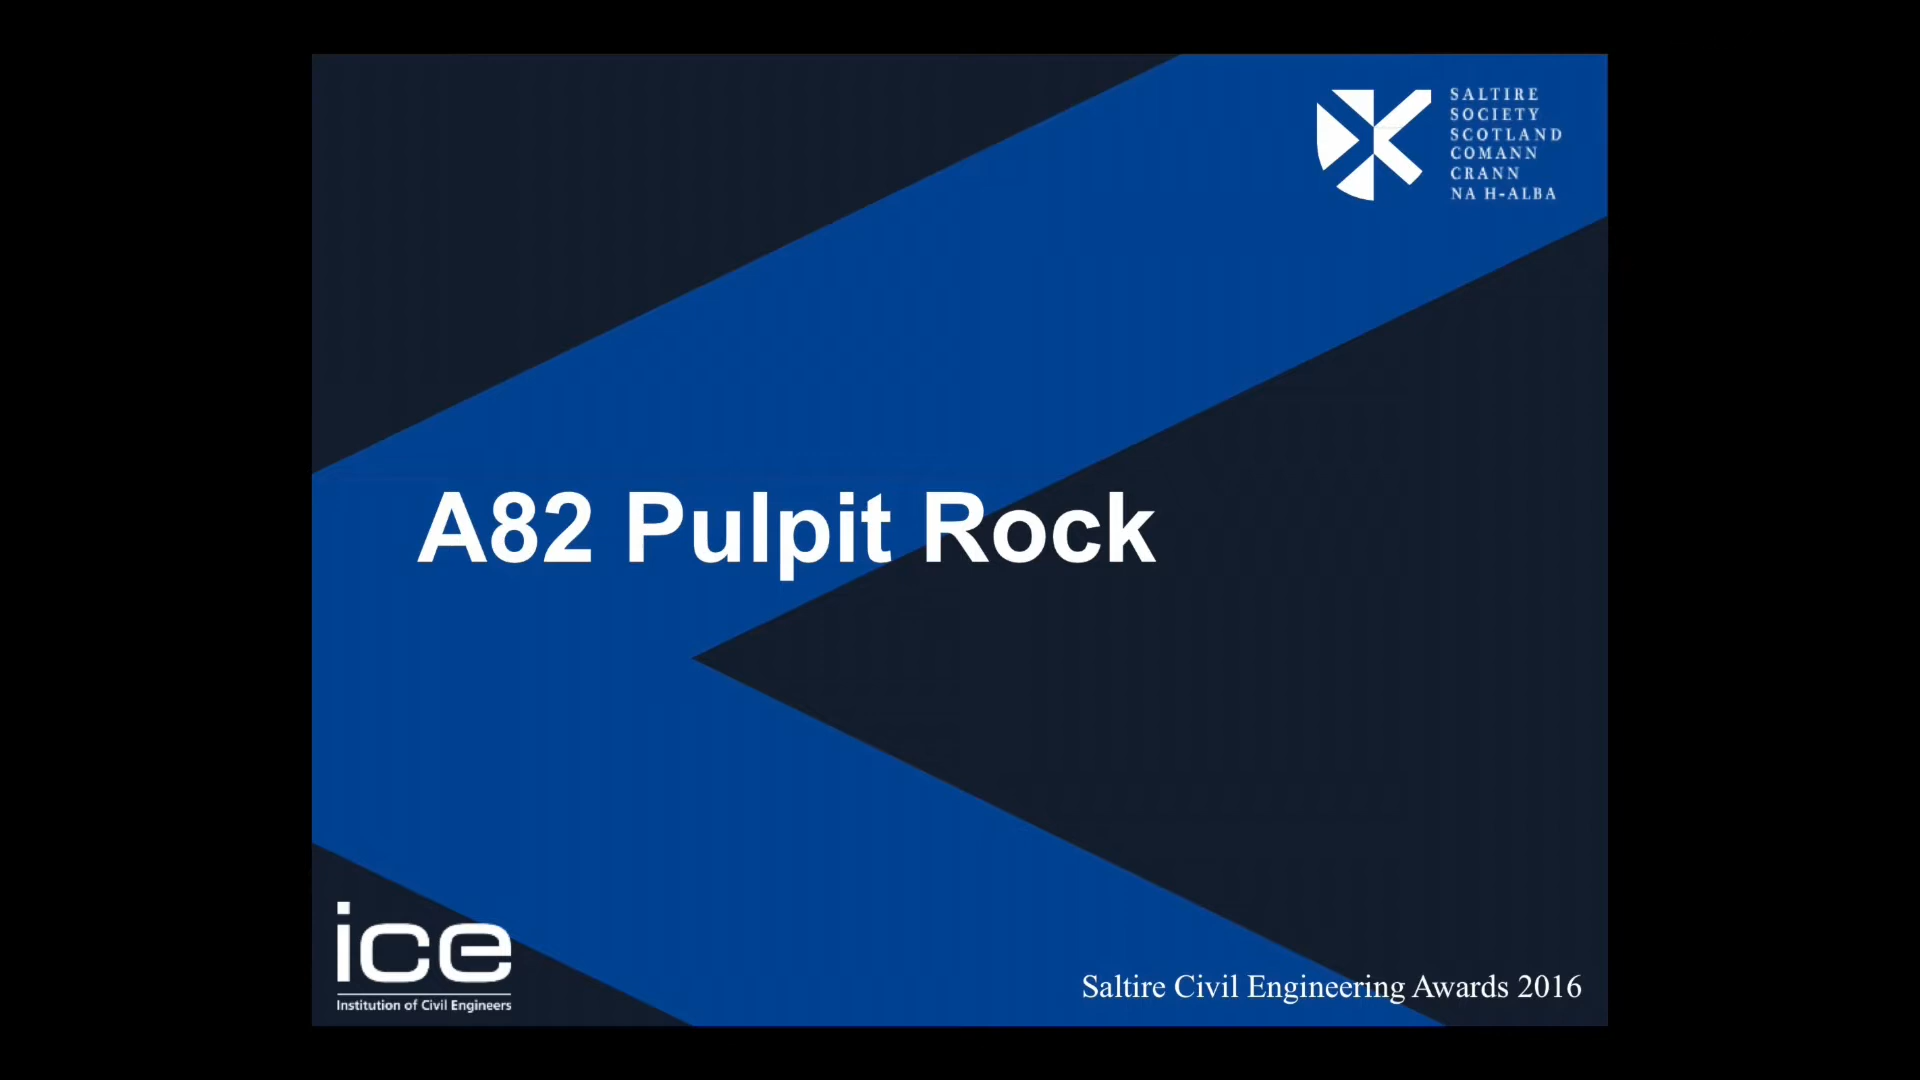 SALTIRE
SOCIETY
SCOTLAND
COMANN
CRANN
NA H-ALBA
A82 Pulpit Rock
ice
Institution of Civil Engineers
Saltire Civil Engineering Awards 2016